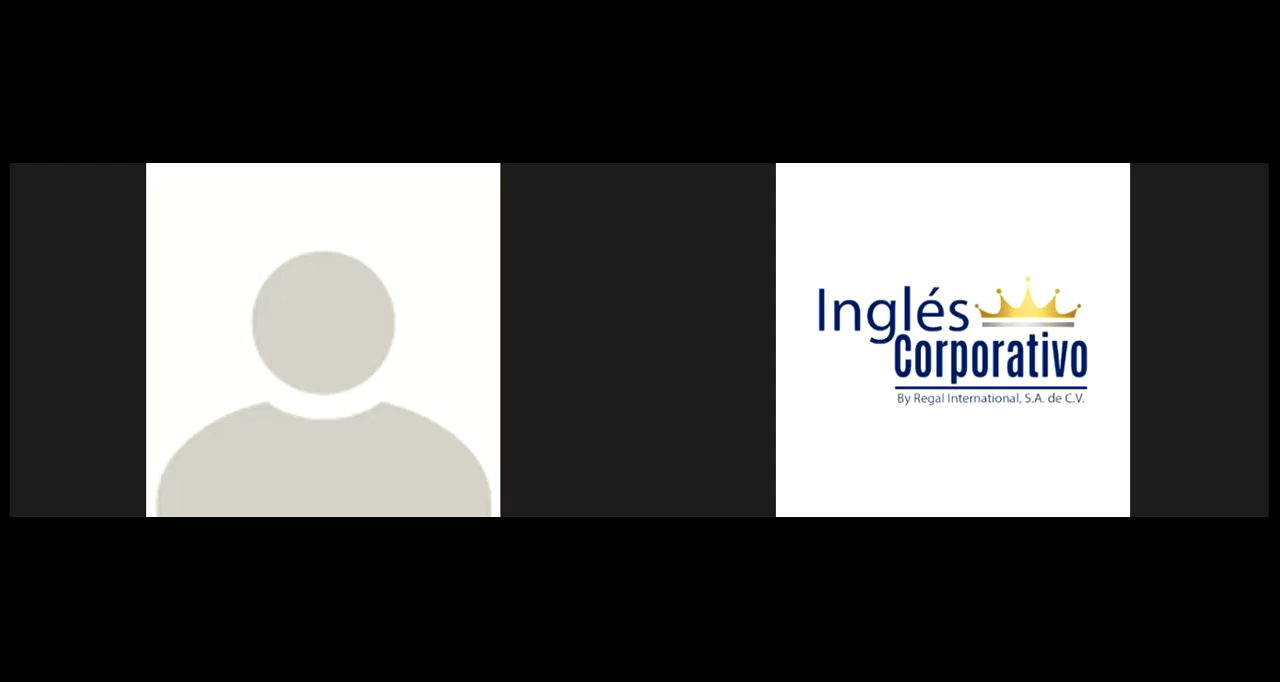 Inglés
Corporativo
By Regal International, S.A. de C.V.